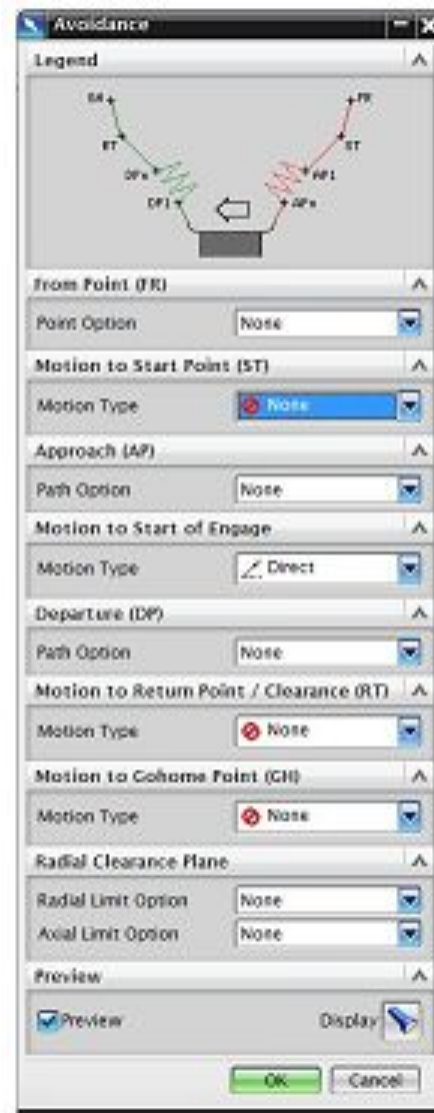 Avoidance
Legend
GH FR
RT ST
DPn AP1
DP1 APn
From Point (FR)
Point Option None
Motion to Start Point (ST)
Motion Type None
Approach (AP)
Path Option None
Motion to Start of Engage
Motion Type Direct
Departure (DP)
Path Option None
Motion to Return Point / Clearance (RT)
Motion Type None
Motion to Gohome Point (GH)
Motion Type None
Radial Clearance Plane
Radial Limit Option None
Axial Limit Option None
Preview
Preview Display
OK Cancel